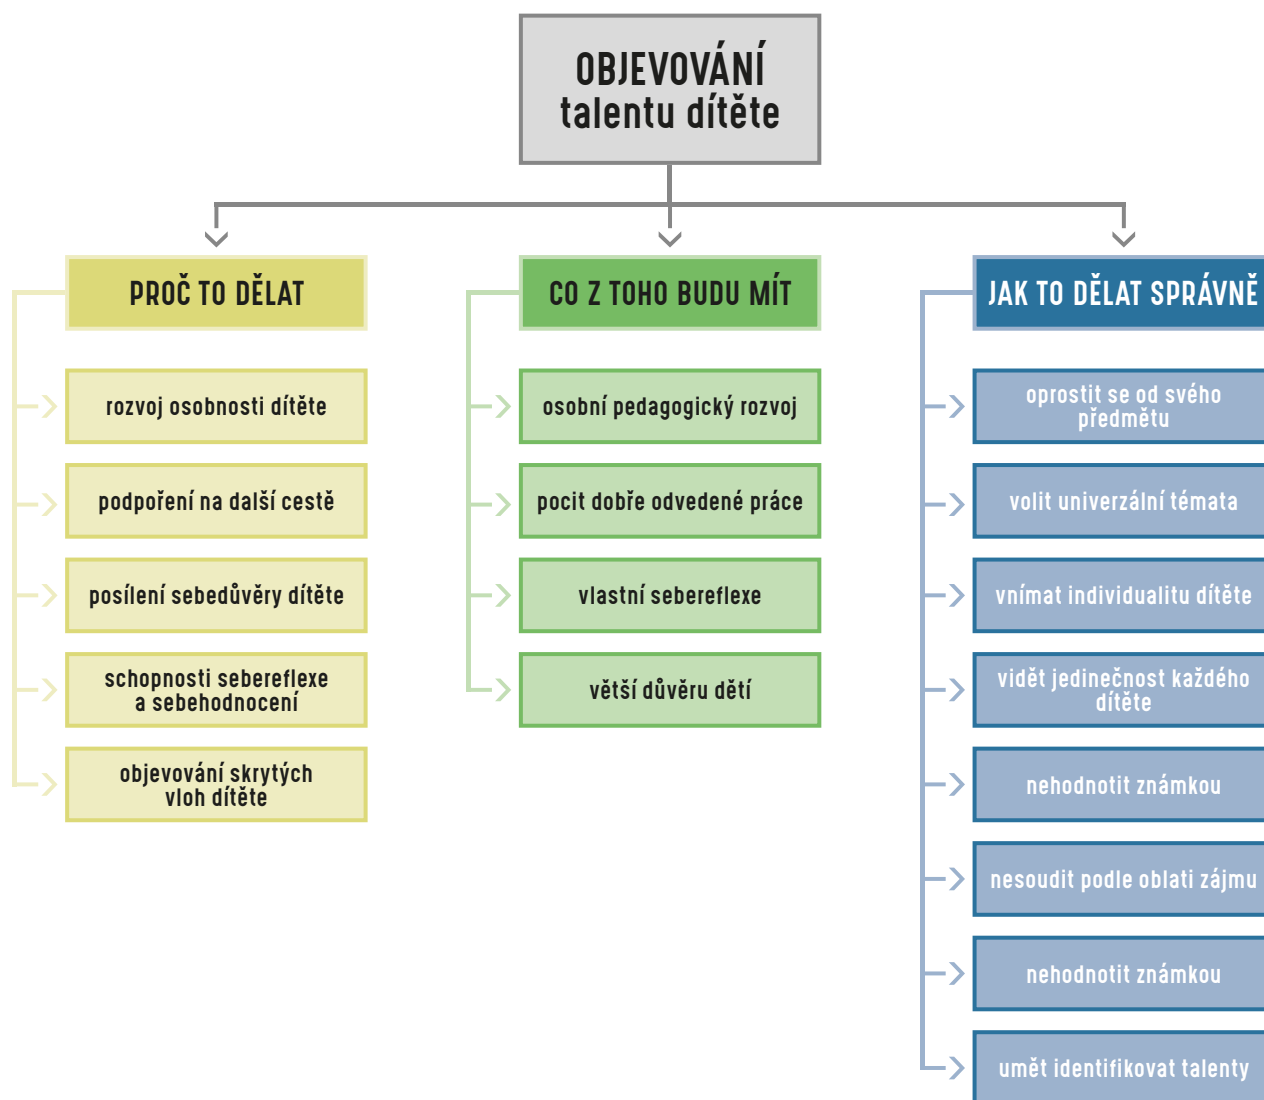 OBJEVOVÁNÍ
talentu dítěte
PROČ TO DĚLAT
rozvoj osobnosti dítěte
podpoření na další cestě
posílení sebedůvěry dítěte
schopnosti sebereflexe
a sebehodnocení
objevování skrytých
vloh dítěte
CO Z TOHO BUDU MÍT
osobní pedagogický rozvoj
pocit dobře odvedené práce
vlastní sebereflexe
větší důvěru dětí
JAK TO DĚLAT SPRÁVNĚ
oprostit se od svého
předmětu
volit univerzální témata
vnímat individualitu dítěte
vidět jedinečnost každého
dítěte
nehodnotit známkou
nesoudit podle oblati zájmu
nehodnotit známkou
umět identifikovat talenty